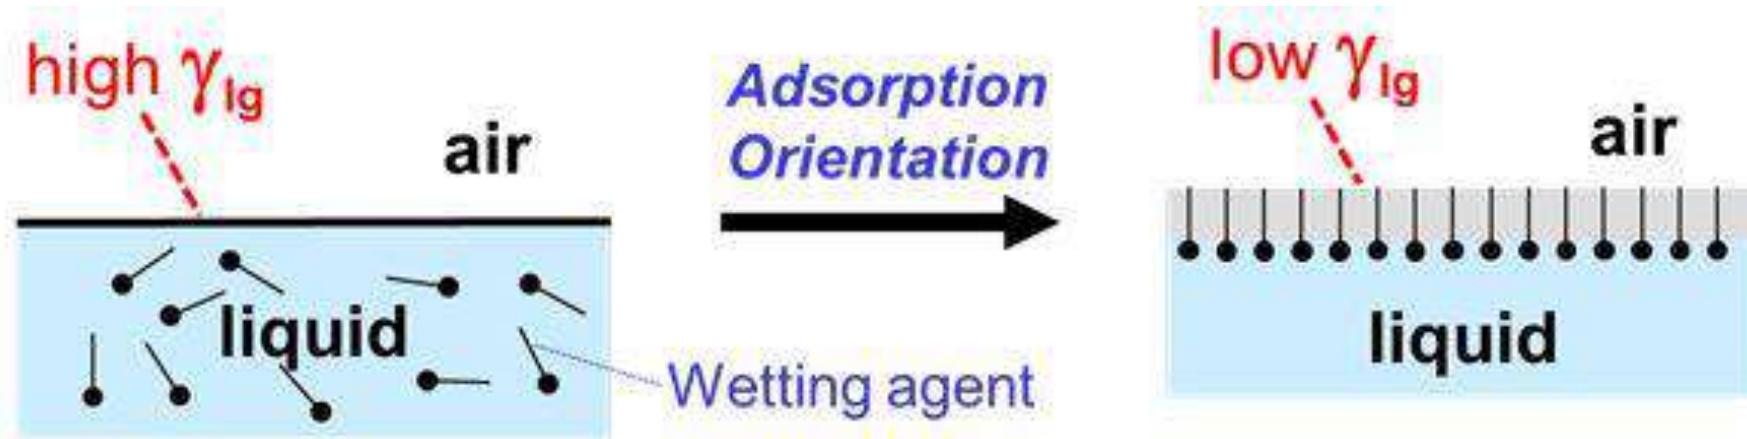 high γlg
air
liquid
Wetting agent
Adsorption
Orientation
low γlg
air
liquid